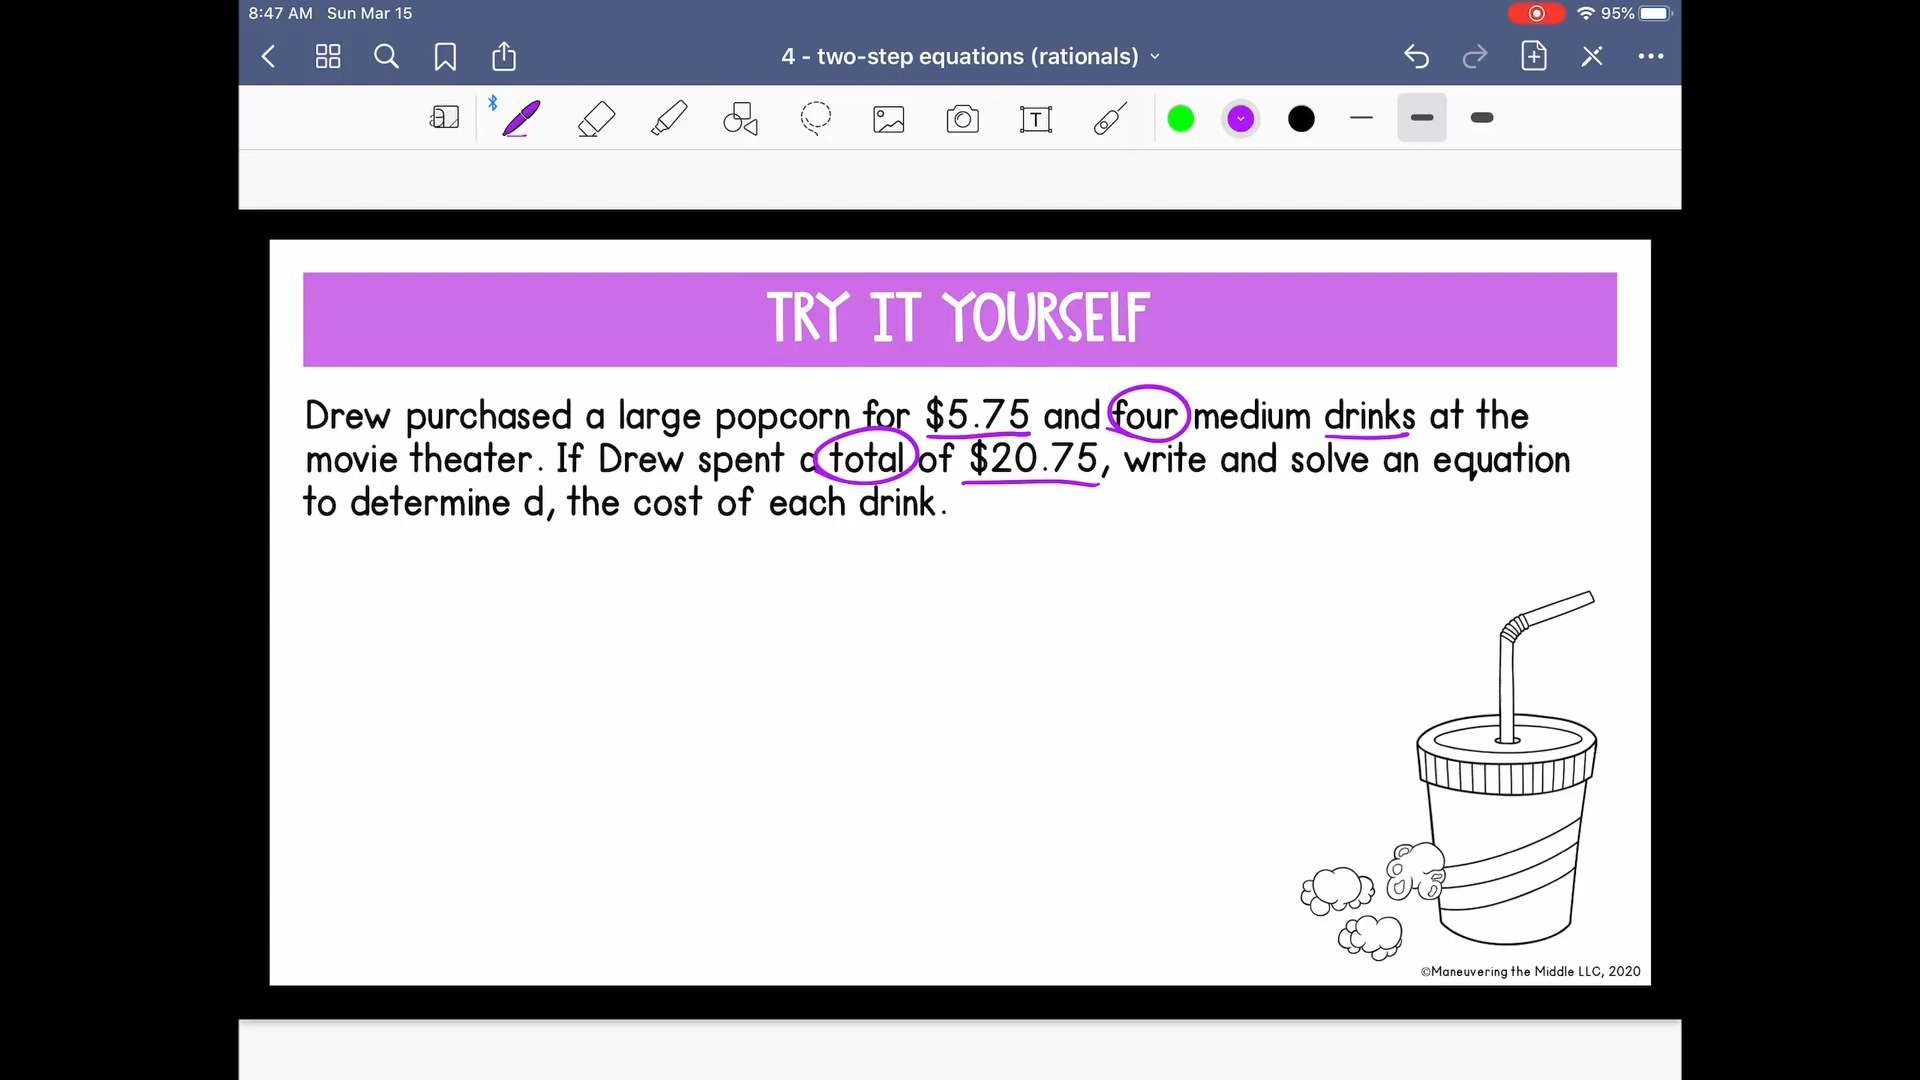 8:47 AM Sun Mar 15
95%
4 - two-step equations (rationals)
T
TRY IT YOURSELF
Drew purchased a large popcorn for $5.75 and four medium drinks at the
movie theater. If Drew spent a total of $20.75, write and solve an equation
to determine d, the cost of each drink.
©Maneuvering the Middle LLC, 2020